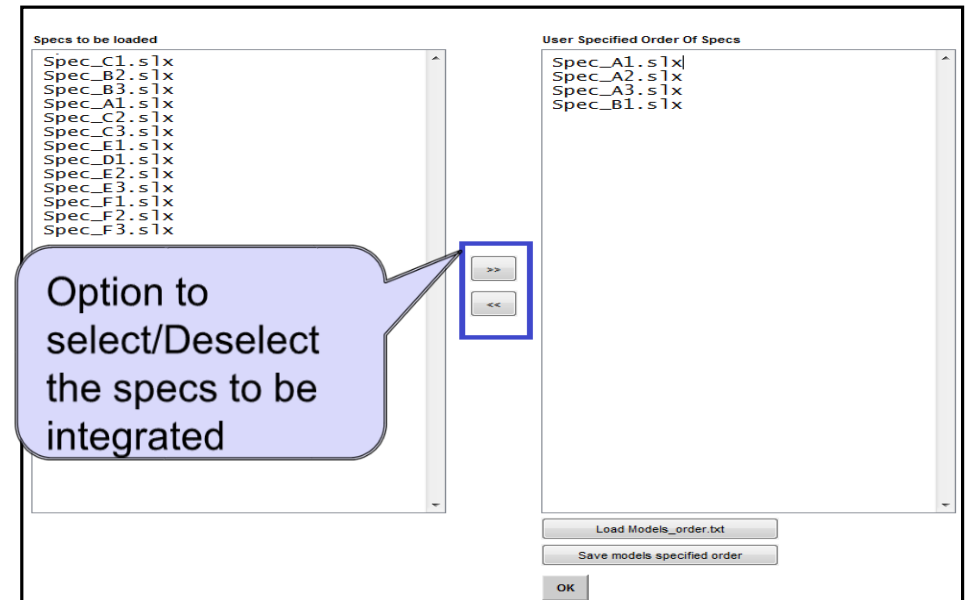 Specs to be loaded
Spec_C1.slx
Spec_B2.slx
Spec_B3.slx
Spec_A1.slx
Spec_C2.slx
Spec_C3.slx
Spec_E1.slx
Spec_D1.slx
Spec_E2.slx
Spec_E3.slx
Spec_F1.slx
Spec_F2.slx
Spec_F3.slx
Option to
select/Deselect
the specs to be
integrated
>>
<<
User Specified Order Of Specs
Spec_A1.slx
Spec_A2.slx
Spec_A3.slx
Spec_B1.slx
Load Models_order.txt
Save models specified order
OK